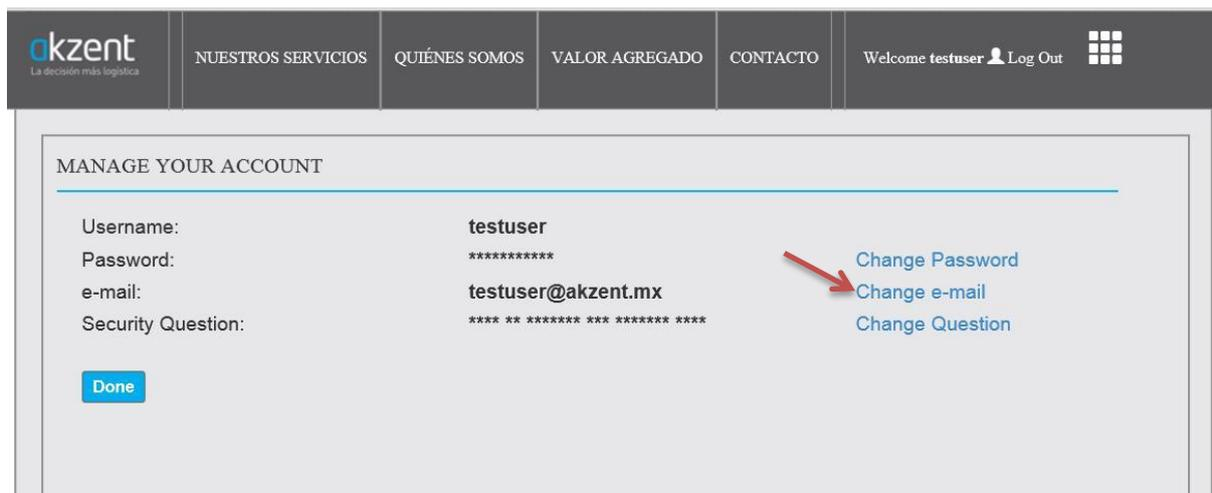 akzent
La decisión más logística
NUESTROS SERVICIOS
QUIÉNES SOMOS
VALOR AGREGADO
CONTACTO
Welcome testuser Log Out
MANAGE YOUR ACCOUNT
Username: testuser
Password: *********** Change Password
e-mail: testuser@akzent.mx Change e-mail
Security Question: **** ** ******* *** ******* **** Change Question
Done